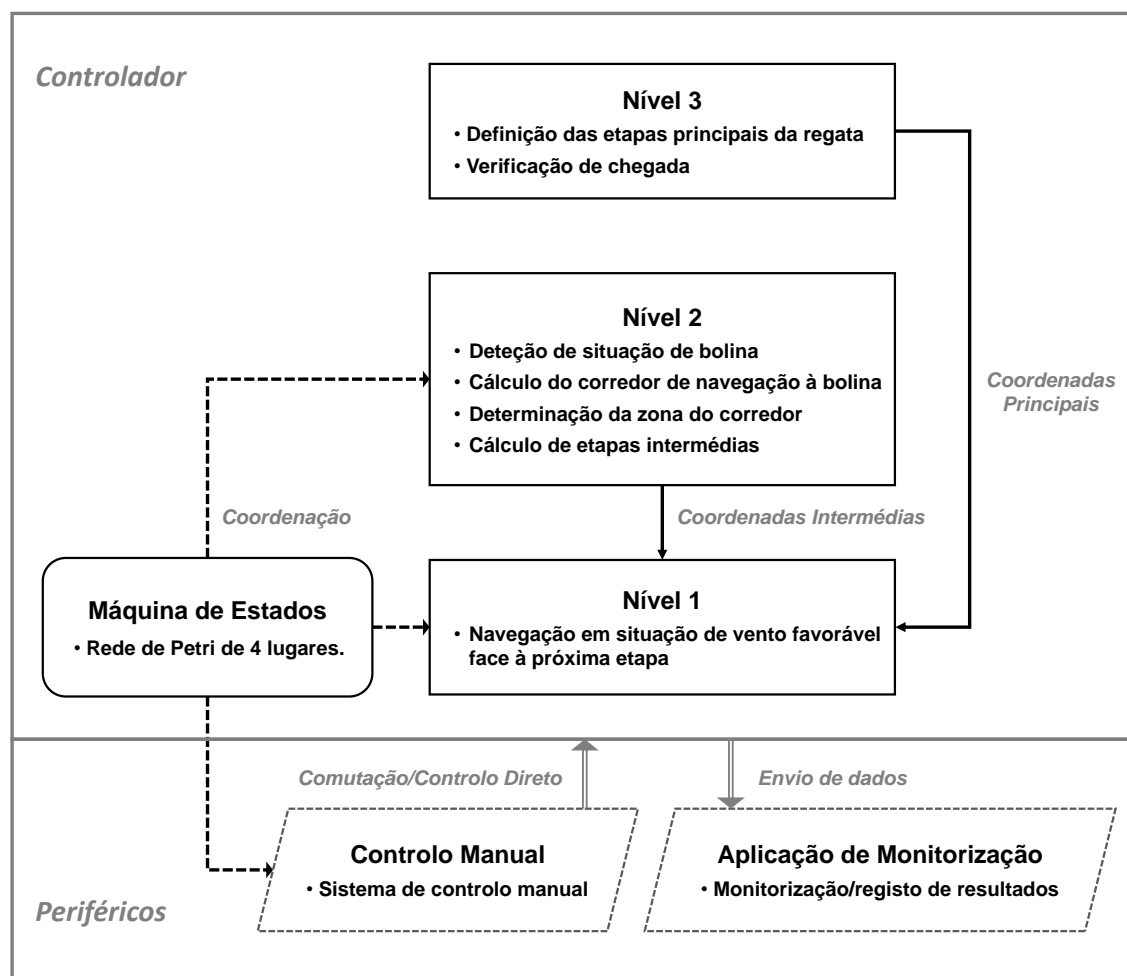 Controlador
Nível 3
• Definição das etapas principais da regata
• Verificação de chegada
Nível 2
• Deteção de situação de bolina
• Cálculo do corredor de navegação à bolina
• Determinação da zona do corredor
• Cálculo de etapas intermédias
Coordenadas
Principais
Coordenação
Coordenadas Intermédias
Máquina de Estados
• Rede de Petri de 4 lugares.
Nível 1
• Navegação em situação de vento favorável
face à próxima etapa
Comutação/Controlo Direto
Envio de dados
Controlo Manual
• Sistema de controlo manual
Aplicação de Monitorização
• Monitorização/registo de resultados
Periféricos